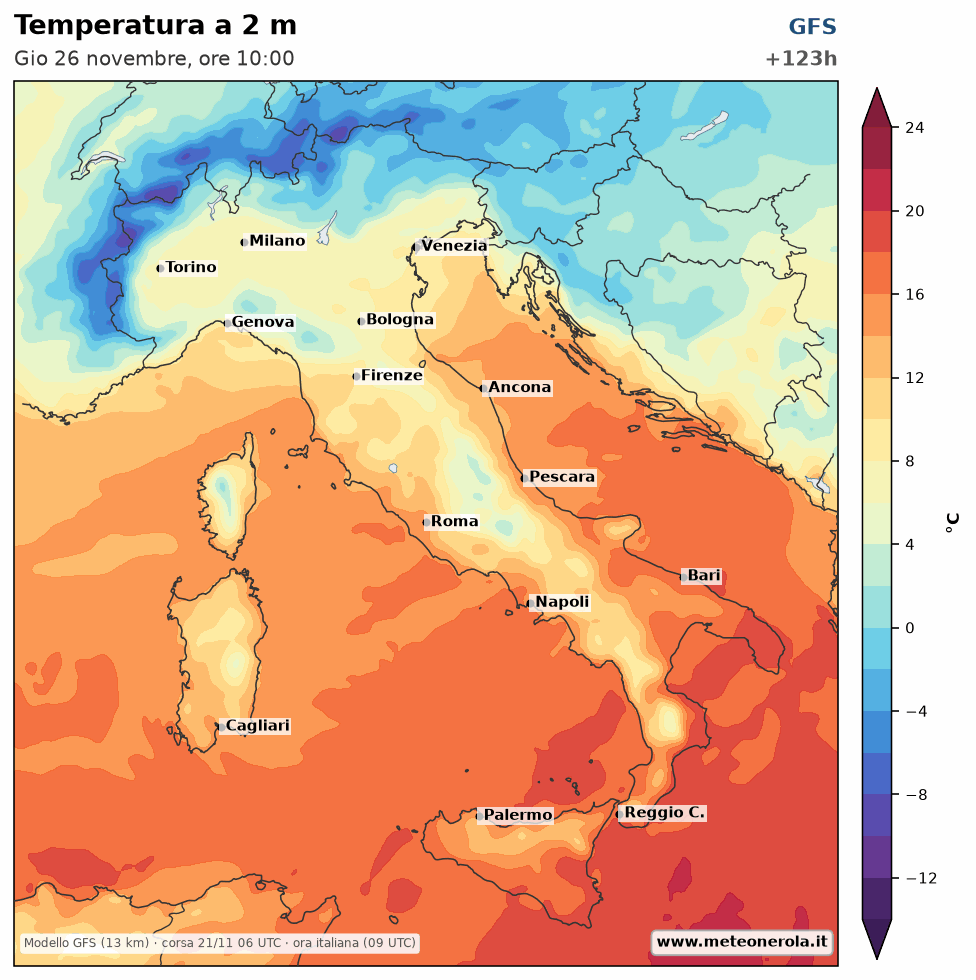 Temperatura a 2 m
GFS
Gio 26 novembre, ore 10:00
+123h
Milano
Venezia
Torino
Genova
Bologna
Firenze
Ancona
Pescara
Roma
Bari
Napoli
Cagliari
Palermo
Reggio C.
24
20
16
12
8
4
0
−4
−8
−12
°C
Modello GFS (13 km) · corsa 21/11 06 UTC · ora italiana (09 UTC)
www.meteonerola.it